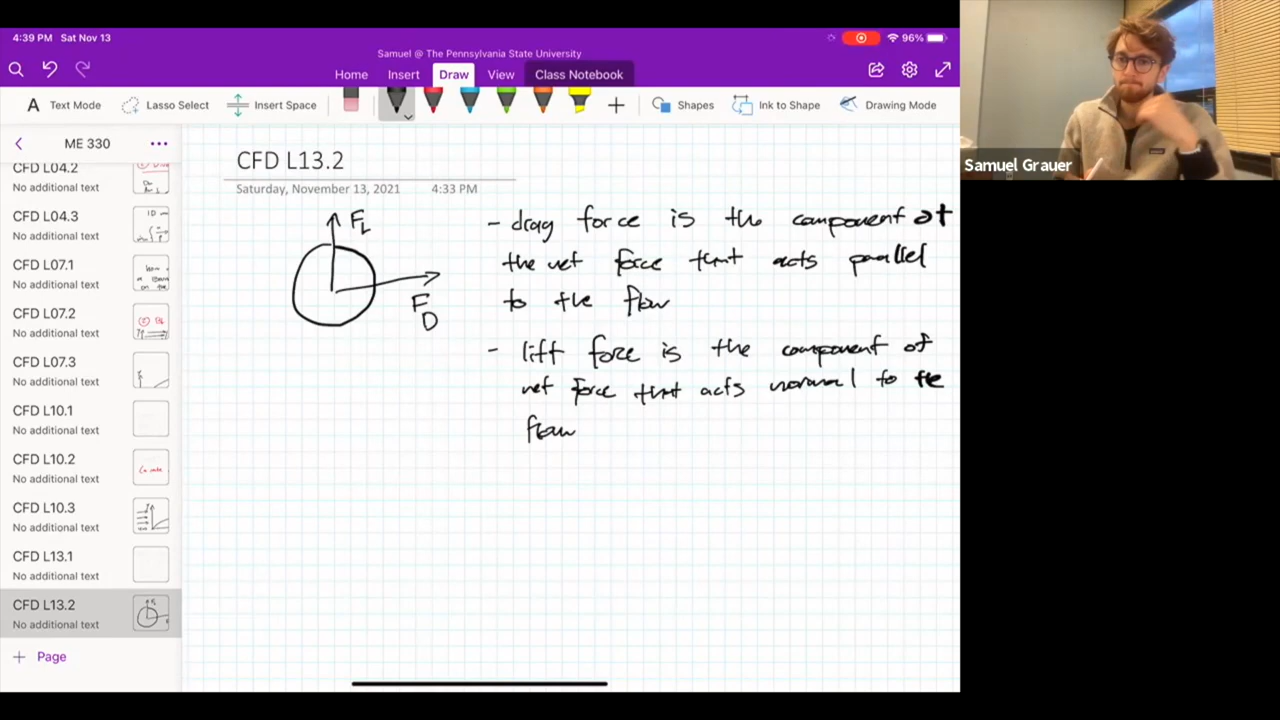 4:39 PM Sat Nov 13
96%
Samuel @ The Pennsylvania State University
Home Insert Draw View Class Notebook
A Text Mode Lasso Select Insert Space Shapes Ink to Shape Drawing Mode
ME 330
CFD L04.2
No additional text
CFD L04.3
No additional text
CFD L07.1
No additional text
CFD L07.2
No additional text
CFD L07.3
No additional text
CFD L10.1
No additional text
CFD L10.2
No additional text
CFD L10.3
No additional text
CFD L13.1
No additional text
CFD L13.2
No additional text
+ Page
CFD L13.2
Saturday, November 13, 2021 4:33 PM
FL
FD
- drag force is the component of
the net force that acts parallel
to the flow
- lift force is the component of
net force that acts normal to the
flow
Samuel Grauer